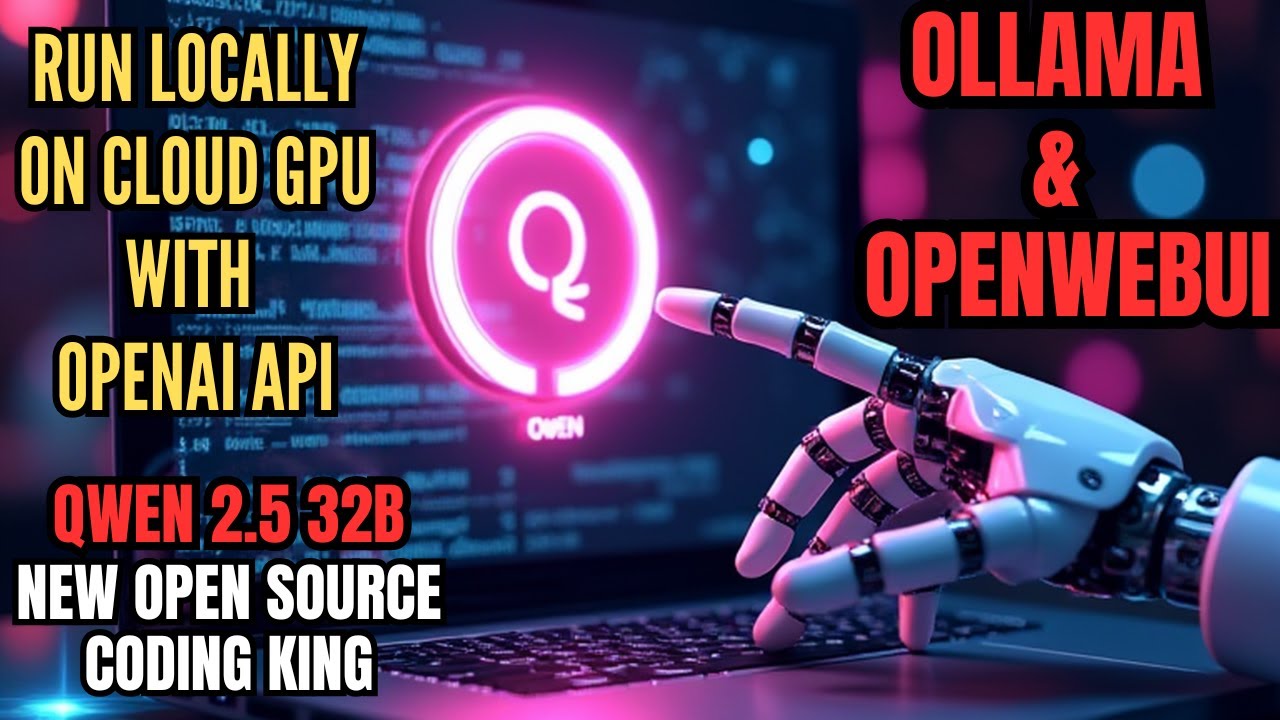 RUN LOCALLY
ON CLOUD GPU
WITH
OPENAI API
QWEN 2.5 32B
NEW OPEN SOURCE
CODING KING
OLLAMA
&
OPENWEBUI
Q